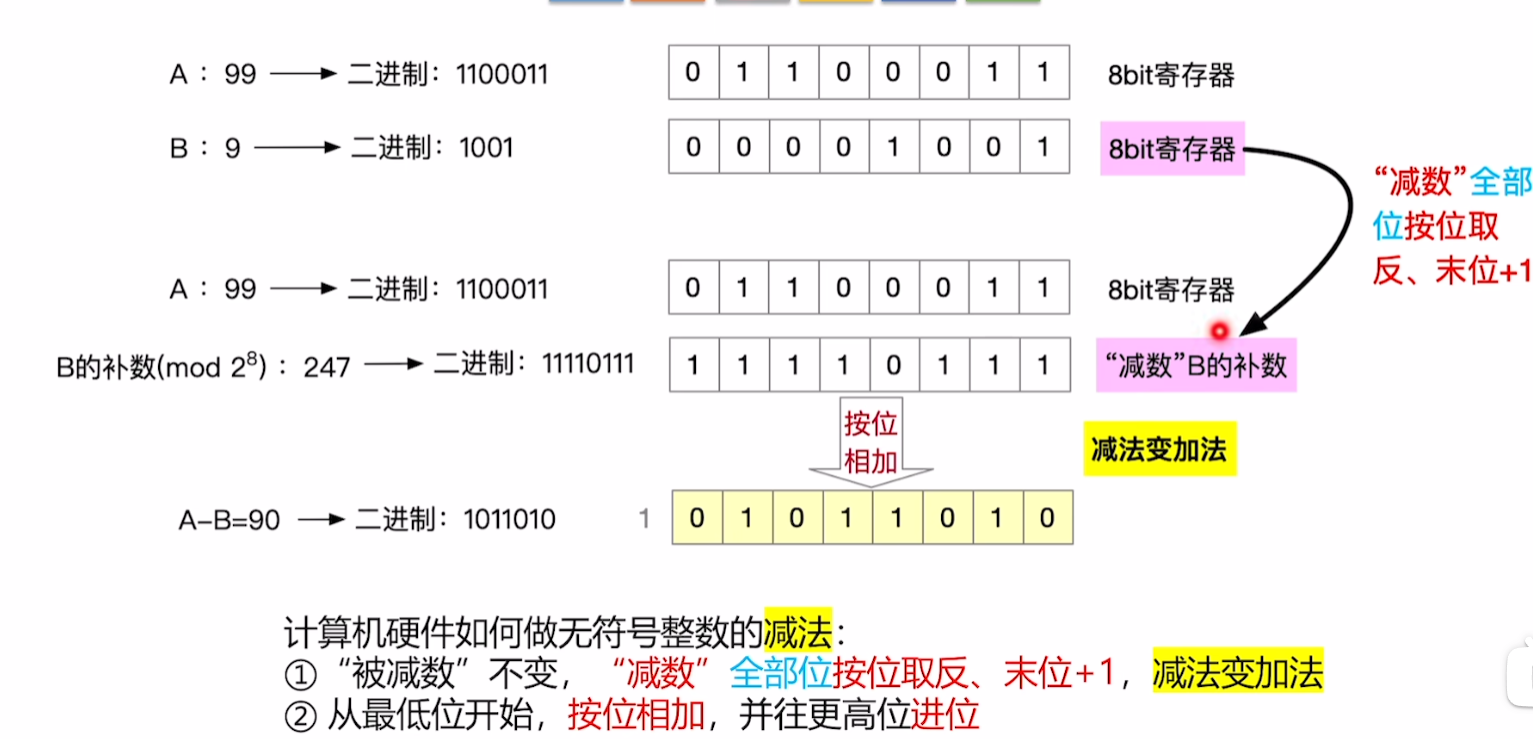 A：99 二进制：1100011 0 1 1 0 0 0 1 1 8bit寄存器
B：9 二进制：1001 0 0 0 0 1 0 0 1 8bit寄存器
“减数”全部
位按位取
反、末位+1
A：99 二进制：1100011 0 1 1 0 0 0 1 1 8bit寄存器
B的补数(mod 2⁸)：247 二进制：11110111 1 1 1 1 0 1 1 1 “减数”B的补数
按位
相加
减法变加法
A-B=90 二进制：1011010 1 0 1 0 1 1 0 1 0
计算机硬件如何做无符号整数的减法：
① “被减数” 不变，“减数” 全部位按位取反、末位+1，减法变加法
② 从最低位开始，按位相加，并往更高位进位